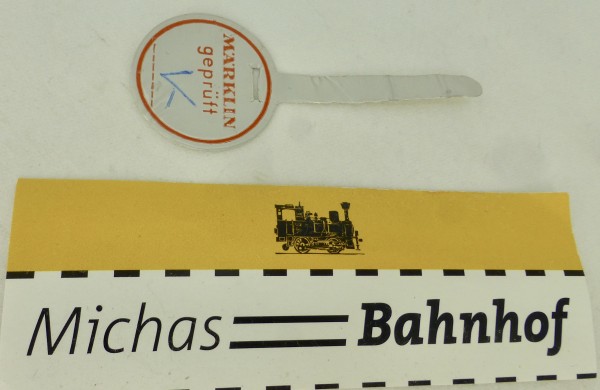 MÄRKLIN
geprüft
Michas Bahnhof